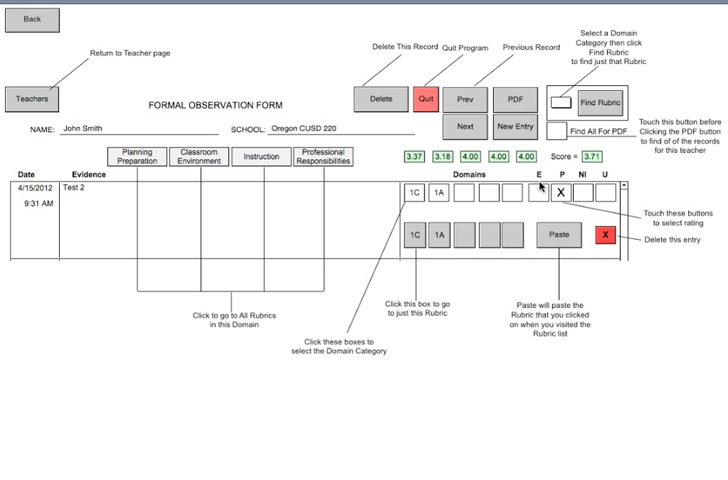 Back
Return to Teacher page
Delete This Record
Quit Program
Previous Record
Select a Domain
Category then click
Find Rubric
to find just that Rubric
Teachers
FORMAL OBSERVATION FORM
Delete
Quit
Prev
PDF
Find Rubric
Next
New Entry
Find All For PDF
Touch this button before
Clicking the PDF button
to find of of the records
for this teacher
NAME: John Smith
SCHOOL: Oregon CUSD 220
Planning
Preparation
Classroom
Environment
Instruction
Professional
Responsibilities
3.37 3.18 4.00 4.00 4.00 Score = 3.71
Date Evidence Domains E P NI U
4/15/2012 Test 2 1C 1A X
9:31 AM
1C 1A Paste X
Touch these buttons
to select rating
Delete this entry
Click to go to All Rubrics
in this Domain
Click these boxes to
select the Domain Category
Click this box to go
to just this Rubric
Paste will paste the
Rubric that you clicked
on when you visited the
Rubric list